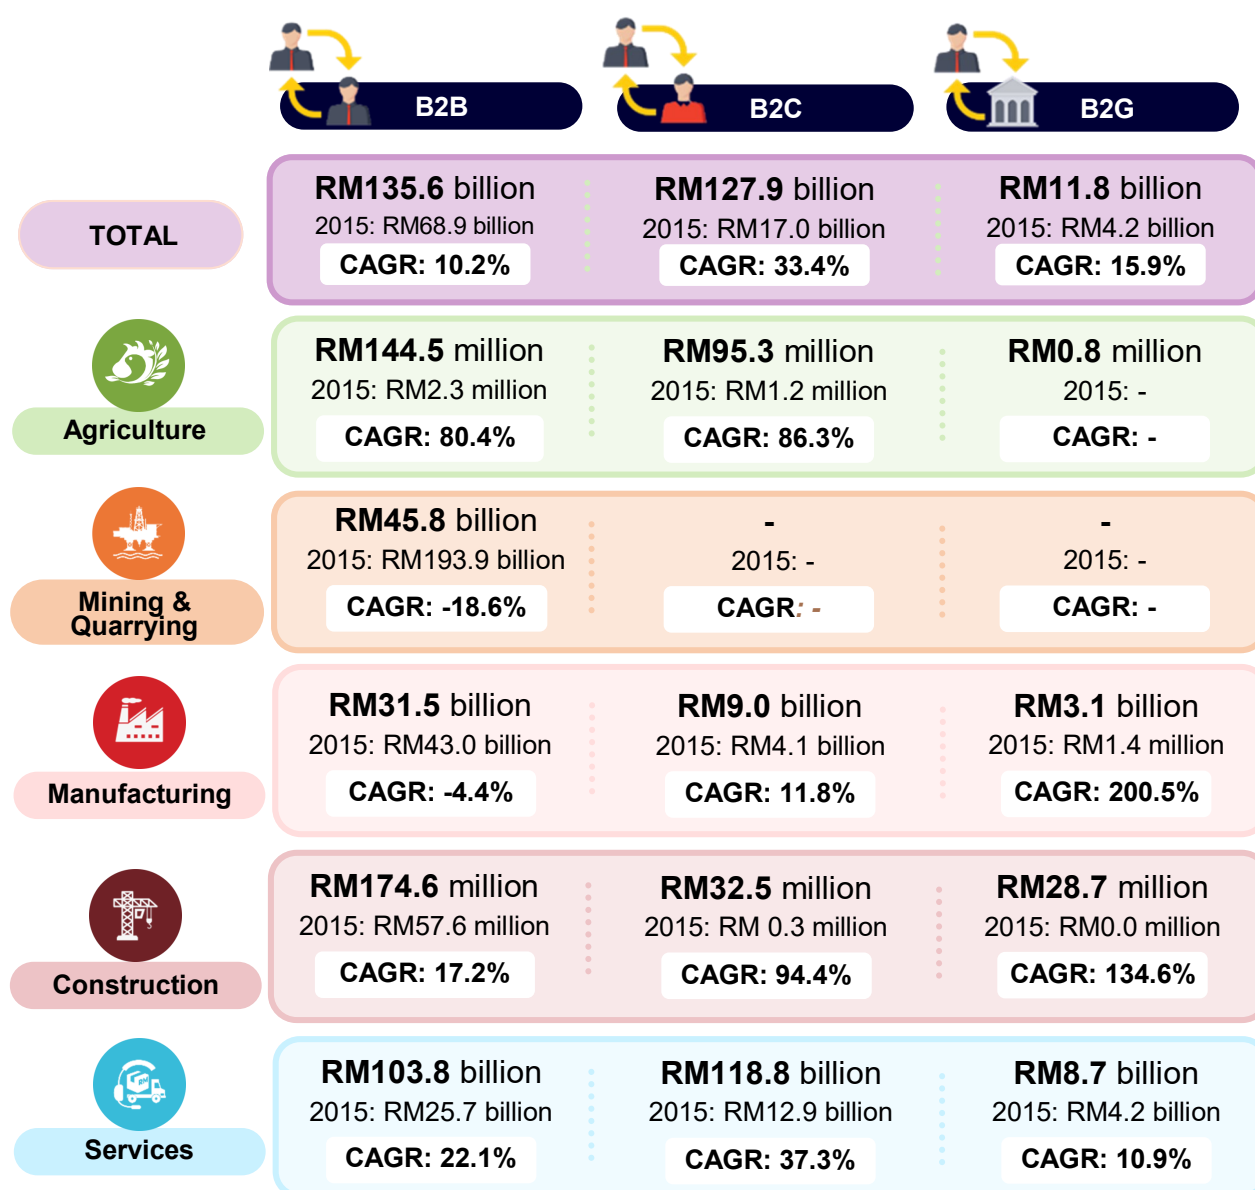 B2B
B2C
B2G
TOTAL
RM135.6 billion
2015: RM68.9 billion
CAGR: 10.2%
RM127.9 billion
2015: RM17.0 billion
CAGR: 33.4%
RM11.8 billion
2015: RM4.2 billion
CAGR: 15.9%
Agriculture
RM144.5 million
2015: RM2.3 million
CAGR: 80.4%
RM95.3 million
2015: RM1.2 million
CAGR: 86.3%
RM0.8 million
2015: -
CAGR: -
Mining &
Quarrying
RM45.8 billion
2015: RM193.9 billion
CAGR: -18.6%
-
2015: -
CAGR: -
-
2015: -
CAGR: -
Manufacturing
RM31.5 billion
2015: RM43.0 billion
CAGR: -4.4%
RM9.0 billion
2015: RM4.1 billion
CAGR: 11.8%
RM3.1 billion
2015: RM1.4 million
CAGR: 200.5%
Construction
RM174.6 million
2015: RM57.6 million
CAGR: 17.2%
RM32.5 million
2015: RM 0.3 million
CAGR: 94.4%
RM28.7 million
2015: RM0.0 million
CAGR: 134.6%
Services
RM103.8 billion
2015: RM25.7 billion
CAGR: 22.1%
RM118.8 billion
2015: RM12.9 billion
CAGR: 37.3%
RM8.7 billion
2015: RM4.2 billion
CAGR: 10.9%